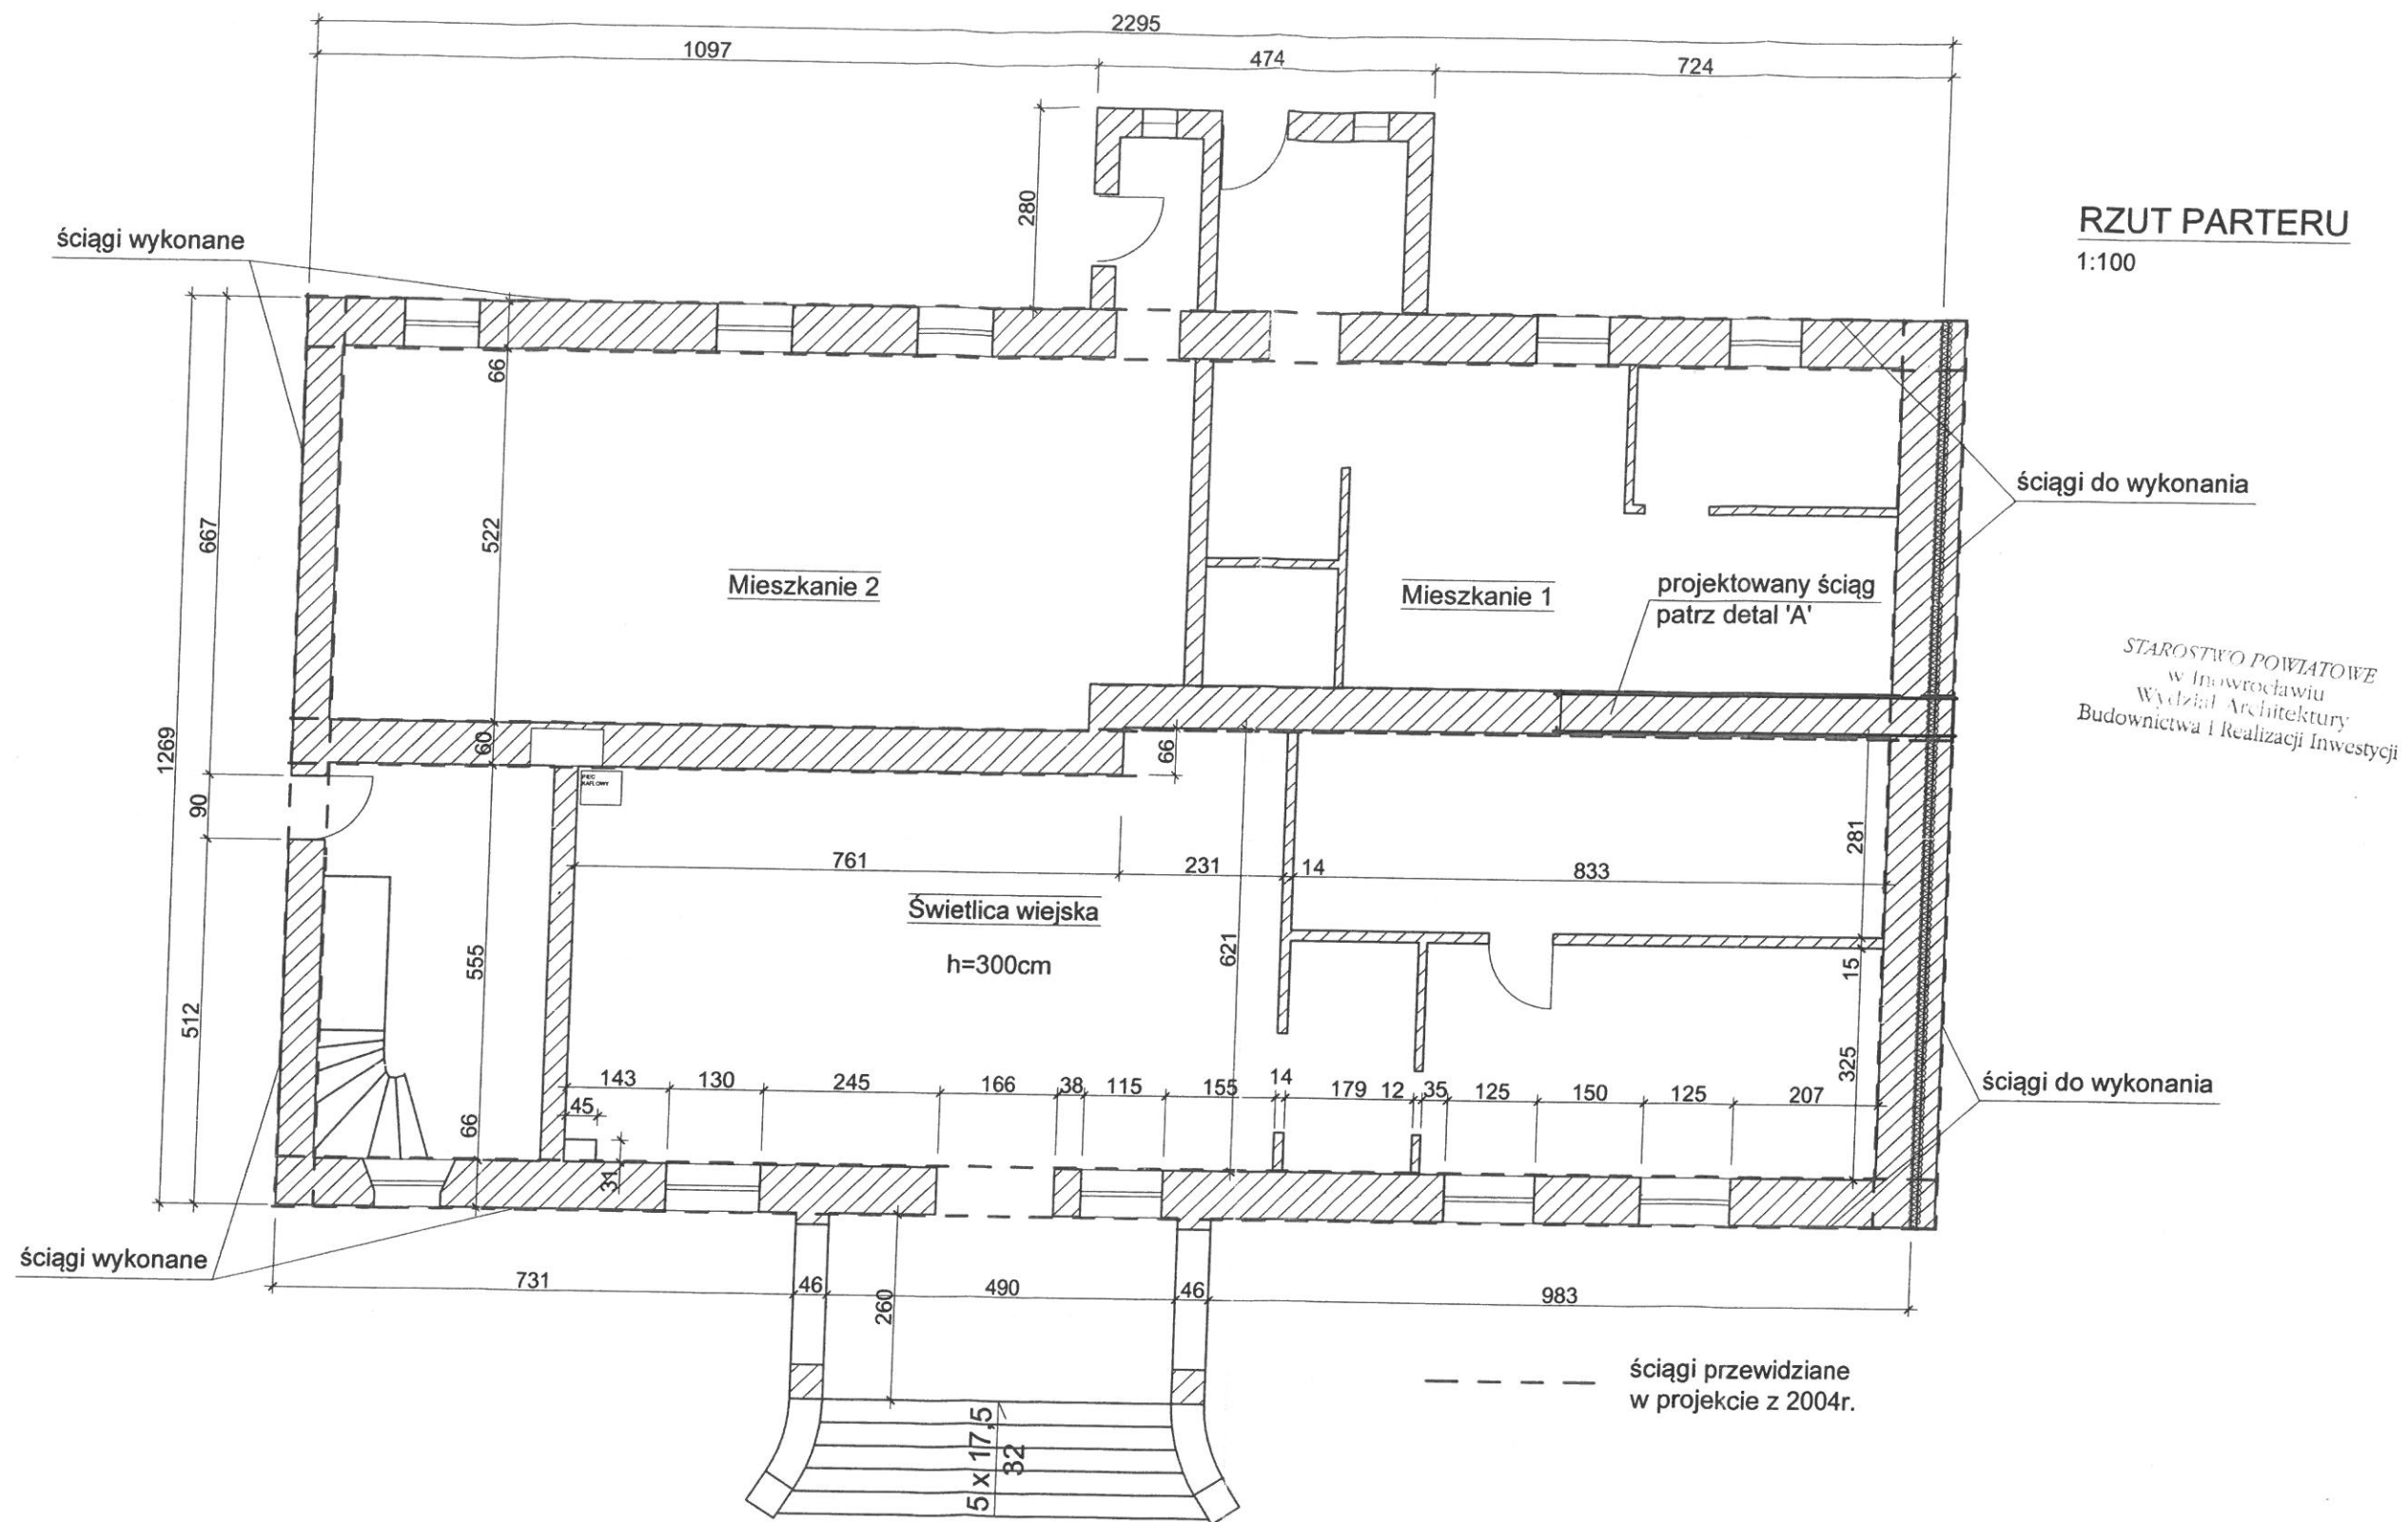 2295
1097
474
724
280
RZUT PARTERU
1:100
ściągi wykonane
66
522
667
ściągi do wykonania
Mieszkanie 2
Mieszkanie 1
projektowany ściąg
patrz detal 'A'
STAROSTWO POWIATOWE
w Inowrocławiu
Wydział Architektury
Budownictwa i Realizacji Inwestycji
1269
60
66
PIEC
KAFLOWY
90
761
231
14
833
281
Świetlica wiejska
h=300cm
621
555
15
512
325
143
130
245
166
38
115
155
14
179
12
35
125
150
125
207
45
31
66
ściągi do wykonania
ściągi wykonane
731
46
490
46
983
260
5 x 17,5
32
ściągi przewidziane
w projekcie z 2004r.